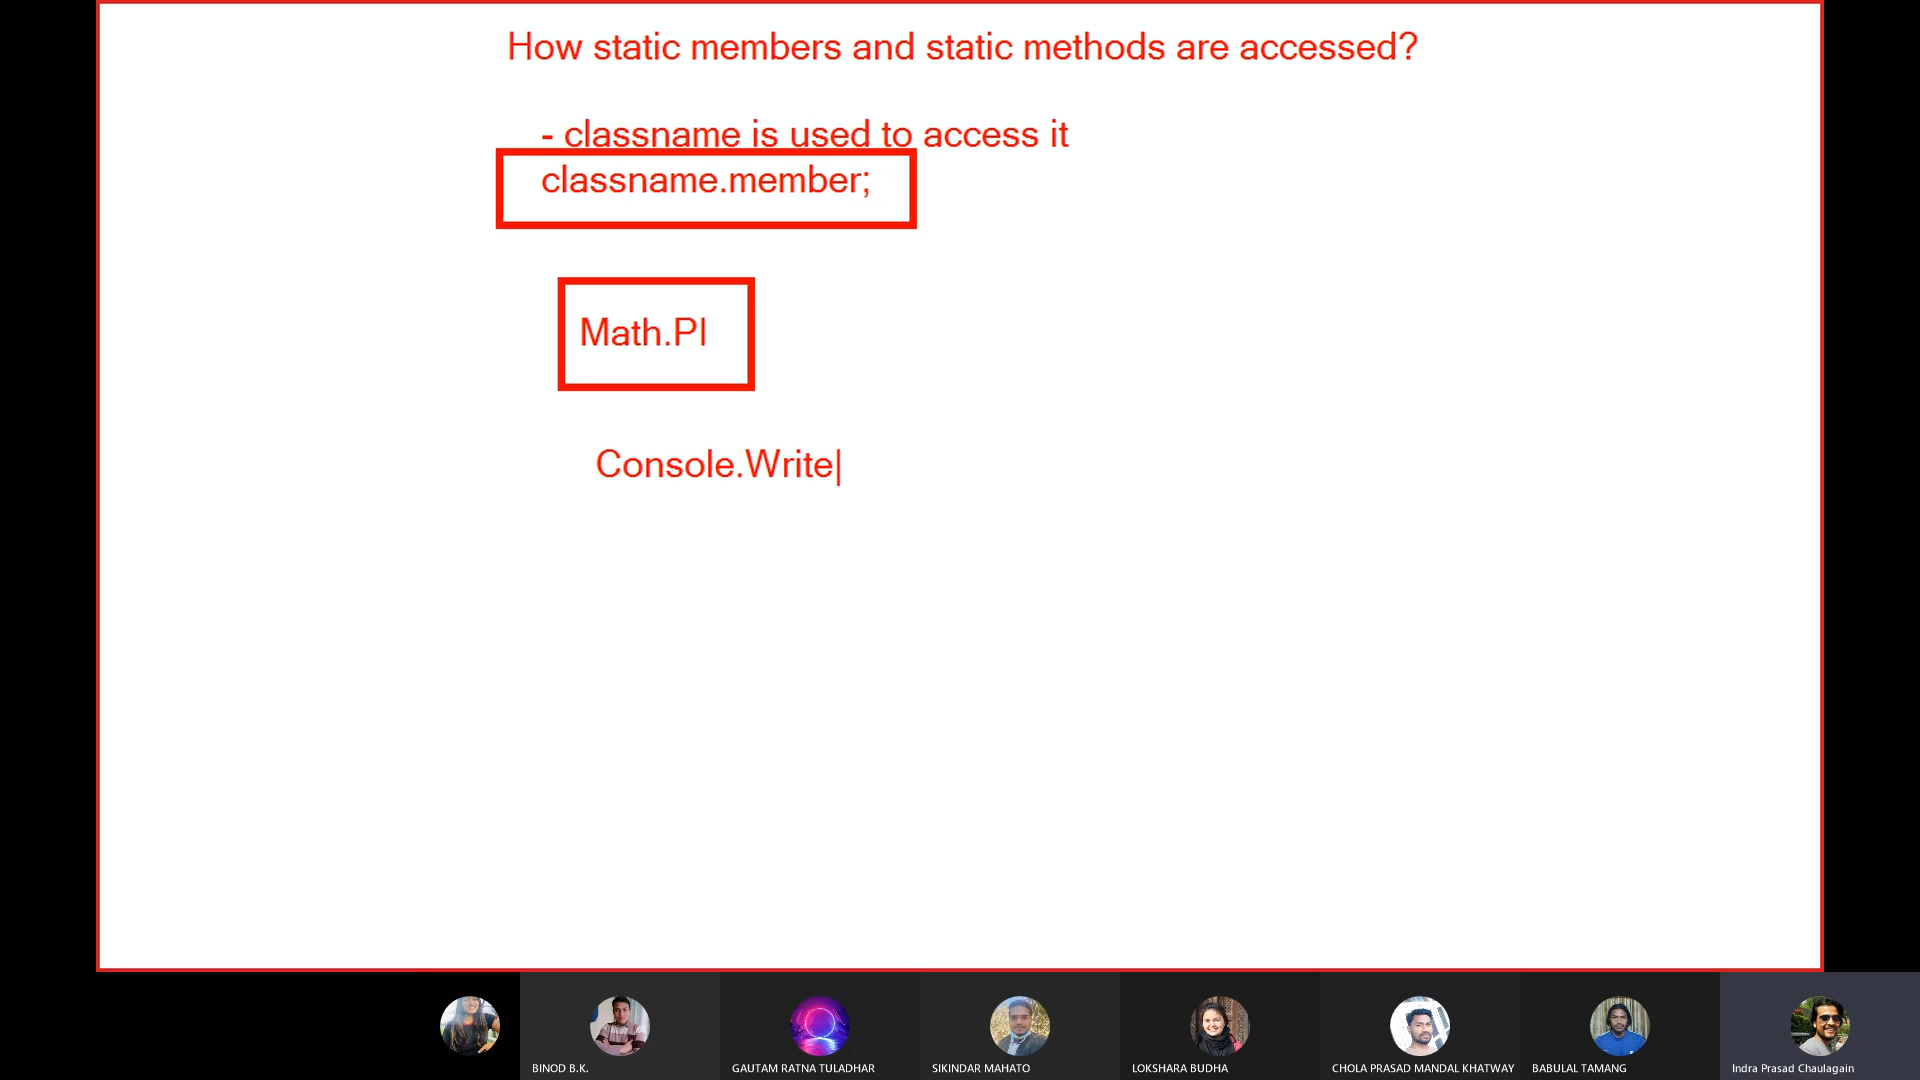 How static members and static methods are accessed?
- classname is used to access it
classname.member;
Math.PI
Console.Write
BINOD B.K.
GAUTAM RATNA TULADHAR
SIKINDAR MAHATO
LOKSHARA BUDHA
CHOLA PRASAD MANDAL KHATWAY
BABULAL TAMANG
Indra Prasad Chaulagain